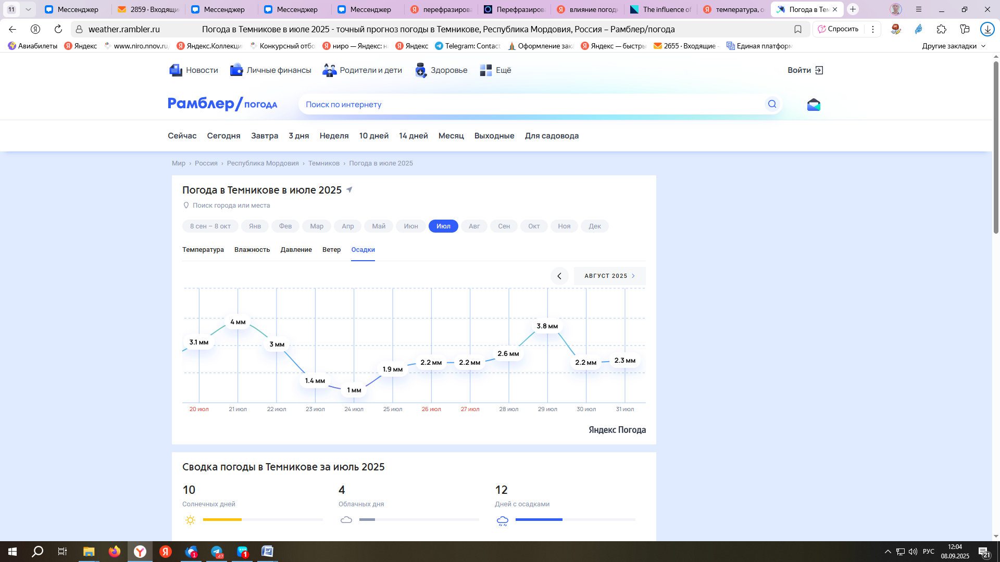 11 Мессенджер 2859 · Входящи Мессенджер Мессенджер Мессенджер перефразирова Перефразиров влияние погодн The influence of температура, о Погода в Тем
weather.rambler.ru Погода в Темникове в июле 2025 - точный прогноз погоды в Темникове, Республика Мордовия, Россия – Рамблер/погода Спросить
Авиабилеты Яндекс www.niro.nnov.ru Яндекс.Коллекци Конкурсный отбо ниро — Яндекс: н Яндекс Telegram: Contact Оформление зака Яндекс — быстры 2655 · Входящие - Единая платформ Другие закладки
Новости Личные финансы Родители и дети Здоровье Ещё Войти
Рамблер/погода Поиск по интернету
Сейчас Сегодня Завтра 3 дня Неделя 10 дней 14 дней Месяц Выходные Для садовода
Мир › Россия › Республика Мордовия › Темников › Погода в июле 2025
Погода в Темникове в июле 2025
Поиск города или места
8 сен – 8 окт Янв Фев Мар Апр Май Июн Июл Авг Сен Окт Ноя Дек
Температура Влажность Давление Ветер Осадки
АВГУСТ 2025
3.1 мм 4 мм 3 мм 1.4 мм 1 мм 1.9 мм 2.2 мм 2.2 мм 2.6 мм 3.8 мм 2.2 мм 2.3 мм
20 июл 21 июл 22 июл 23 июл 24 июл 25 июл 26 июл 27 июл 28 июл 29 июл 30 июл 31 июл
Яндекс Погода
Сводка погоды в Темникове за июль 2025
10 4 12
Солнечных дней Облачных дня Дней с осадками
1 47 1 РУС 12:04
08.09.2025 21